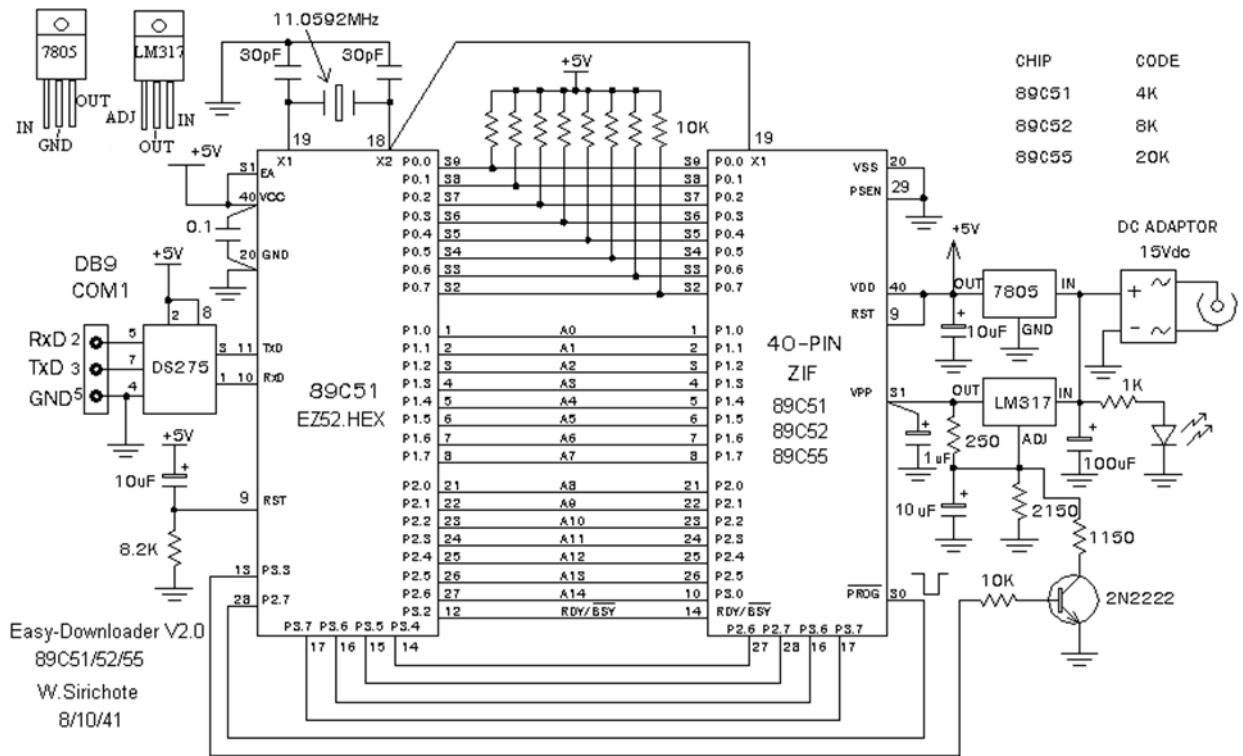 11.0592MHz
7805
LM317
IN
GND
OUT
ADJ
OUT
IN
30pF
30pF
+5V
10K
CHIP CODE
89C51 4K
89C52 8K
89C55 20K
+5V
0.1
+5V
DB9
COM1
RxD 2
TxD 3
GND 5
5
7
4
2
8
DS275
3
1
+5V
10uF
8.2K
19
18
X1
X2
31 EA
40 VCC
20 GND
11 TxD
10 RxD
9 RST
13 P3.3
28 P2.7
89C51
EZ52.HEX
P0.0 39
P0.1 38
P0.2 37
P0.3 36
P0.4 35
P0.5 34
P0.6 33
P0.7 32
P1.0 1 A0 1 P1.0
P1.1 2 A1 2 P1.1
P1.2 3 A2 3 P1.2
P1.3 4 A3 4 P1.3
P1.4 5 A4 5 P1.4
P1.5 6 A5 6 P1.5
P1.6 7 A6 7 P1.6
P1.7 8 A7 8 P1.7
P2.0 21 A8 21 P2.0
P2.1 22 A9 22 P2.1
P2.2 23 A10 23 P2.2
P2.3 24 A11 24 P2.3
P2.4 25 A12 25 P2.4
P2.5 26 A13 26 P2.5
P2.6 27 A14 10 P3.0
P3.2 12 RDY/BSY 14 RDY/BSY
P3.7 P3.6 P3.5 P3.4
17 16 15 14
39 P0.0
38 P0.1
37 P0.2
36 P0.3
35 P0.4
34 P0.5
33 P0.6
32 P0.7
19
X1
40-PIN
ZIF
89C51
89C52
89C55
P2.6 P2.7 P3.6 P3.7
27 28 16 17
VSS 20
PSEN 29
VDD 40
RST 9
VPP 31
PROG 30
+5V
DC ADAPTOR
15Vdc
OUT 7805 IN
GND
10uF
+
-
OUT LM317 IN
ADJ
1K
250
1uF
100uF
10uF
2150
1150
10K
2N2222
Easy-Downloader V2.0
89C51/52/55
W.Sirichote
8/10/41